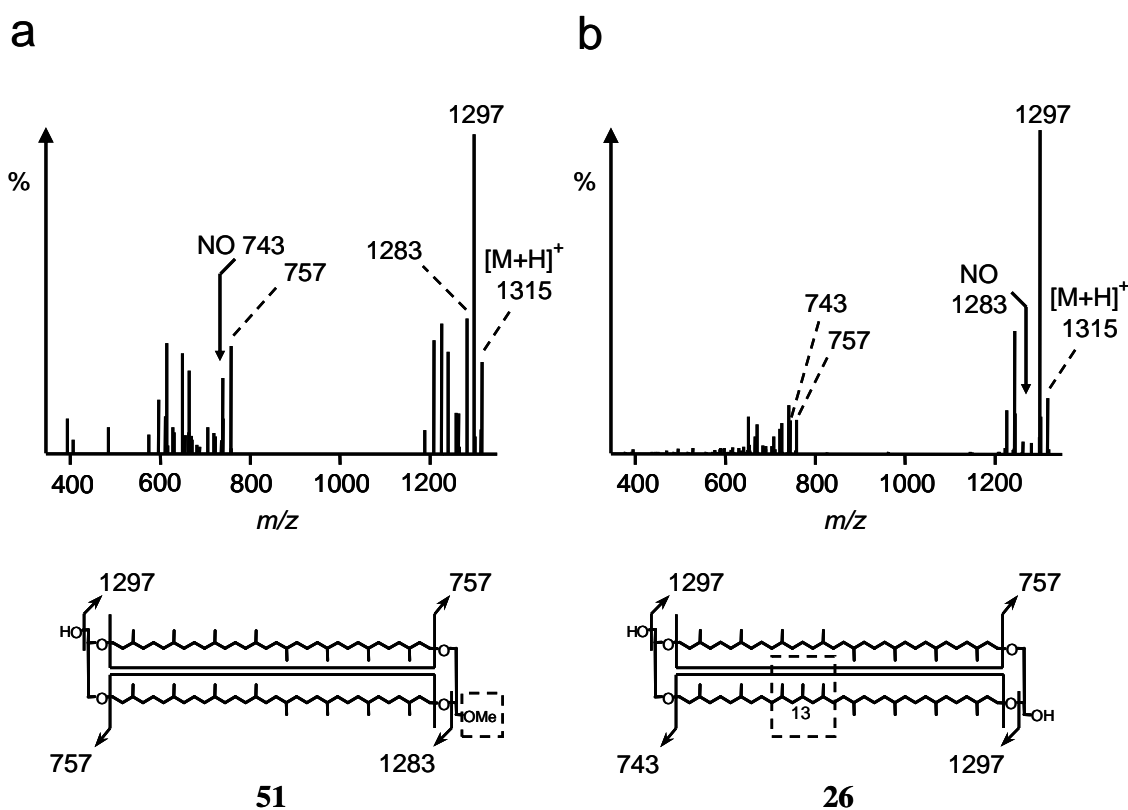 a
b
%
1297
1283
[M+H]+
1315
NO 743
757
400 600 800 1000 1200
m/z
%
1297
NO
1283
[M+H]+
1315
743
757
400 600 800 1000 1200
m/z
1297
757
HO
O
O
O
O
OMe
757
1283
51
1297
757
HO
O
O
O
O
13
OH
743
1297
26